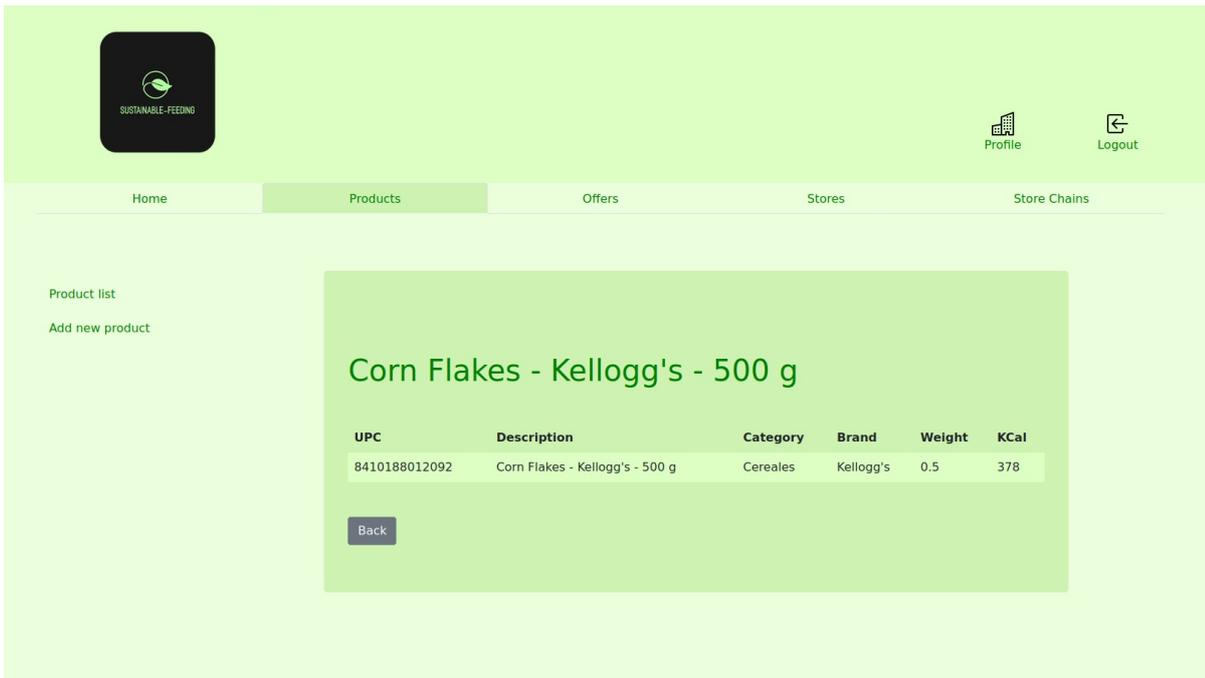 SUSTAINABLE-FEEDING
Profile Logout
Home Products Offers Stores Store Chains
Product list
Add new product
Corn Flakes - Kellogg's - 500 g
UPC Description Category Brand Weight KCal
8410188012092 Corn Flakes - Kellogg's - 500 g Cereales Kellogg's 0.5 378
Back